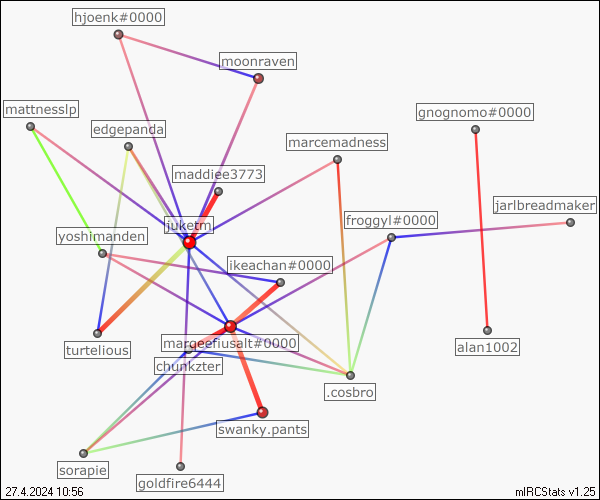 hjoenk#0000
moonraven
mattnesslp
gnognomo#0000
edgepanda
marcemadness
maddiee3773
jarlbreadmaker
juketm
froggyl#0000
yoshimanden
ikeachan#0000
marqeefiusalt#0000
turtelious
alan1002
chunkzter
.cosbro
swanky.pants
sorapie
goldfire6444
27.4.2024 10:56
mIRCStats v1.25